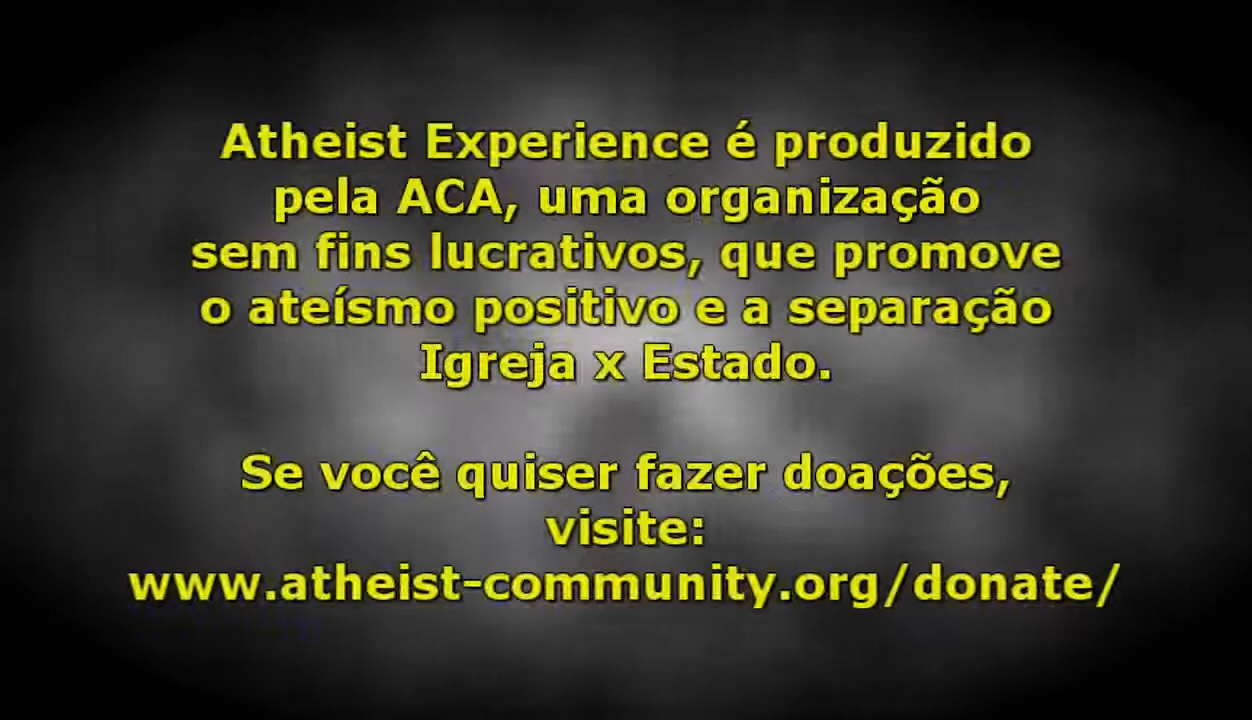 Atheist Experience é produzido
pela ACA, uma organização
sem fins lucrativos, que promove
o ateísmo positivo e a separação
Igreja x Estado.
Se você quiser fazer doações,
visite:
www.atheist-community.org/donate/